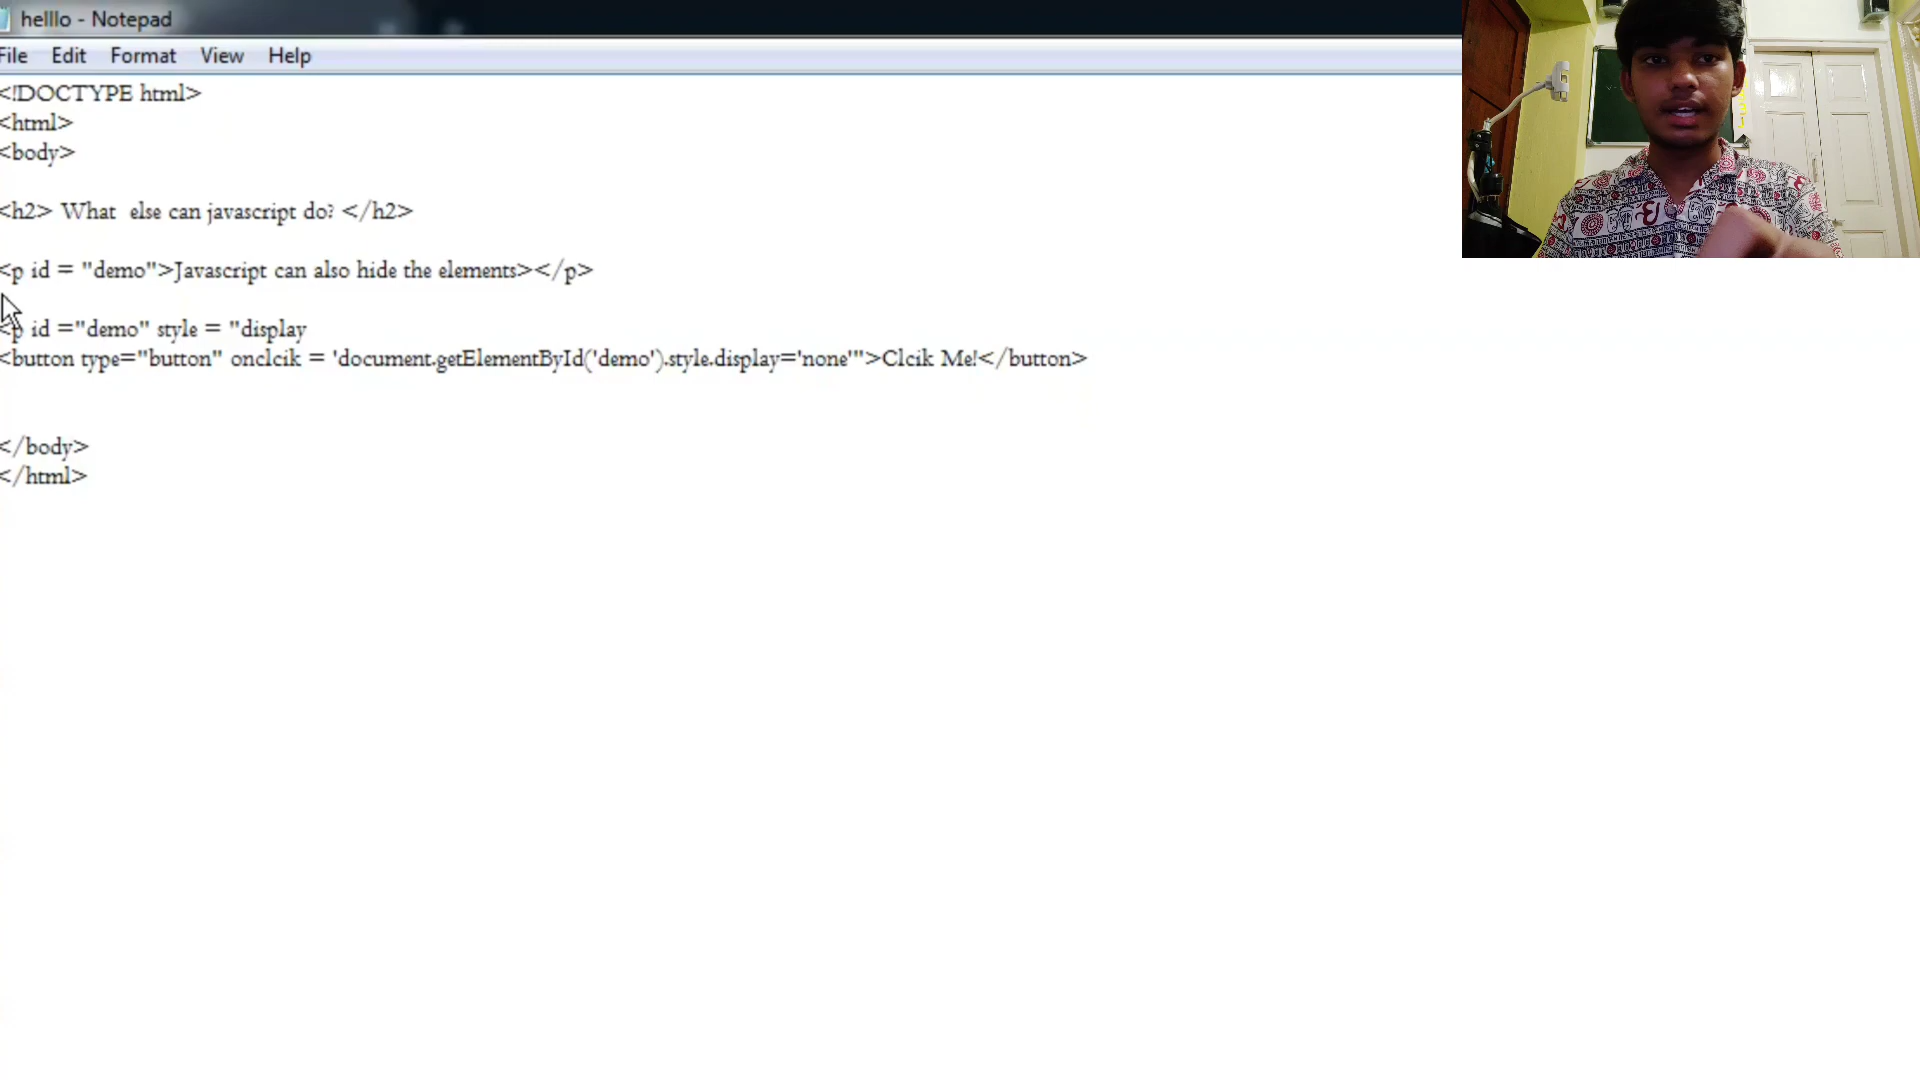 helllo - Notepad
File Edit Format View Help
<!DOCTYPE html>
<html>
<body>
<h2> What  else can javascript do? </h2>
<p id = "demo">Javascript can also hide the elements></p>
<p id ="demo" style = "display
<button type="button" onclcik = 'document.getElementById('demo').style.display='none'">Clcik Me!</button>
</body>
</html>